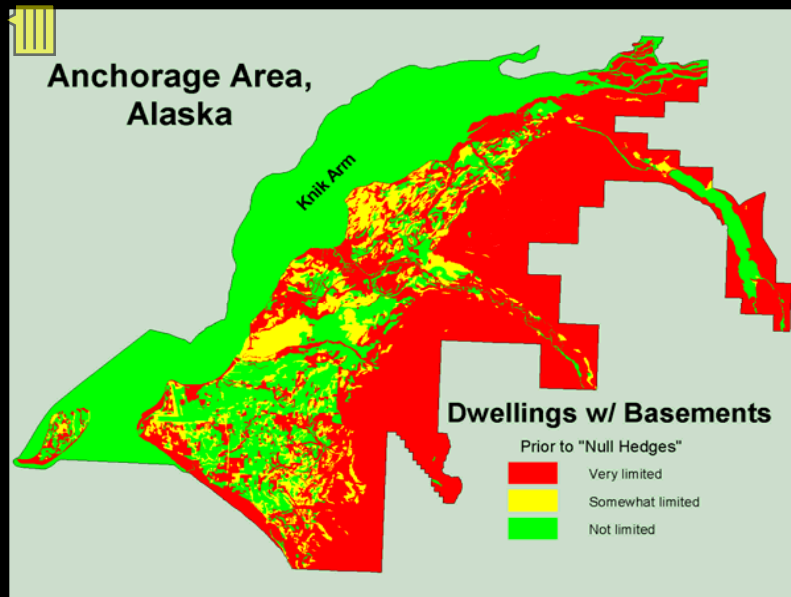 Anchorage Area,
Alaska
Knik Arm
Dwellings w/ Basements
Prior to "Null Hedges"
Very limited
Somewhat limited
Not limited